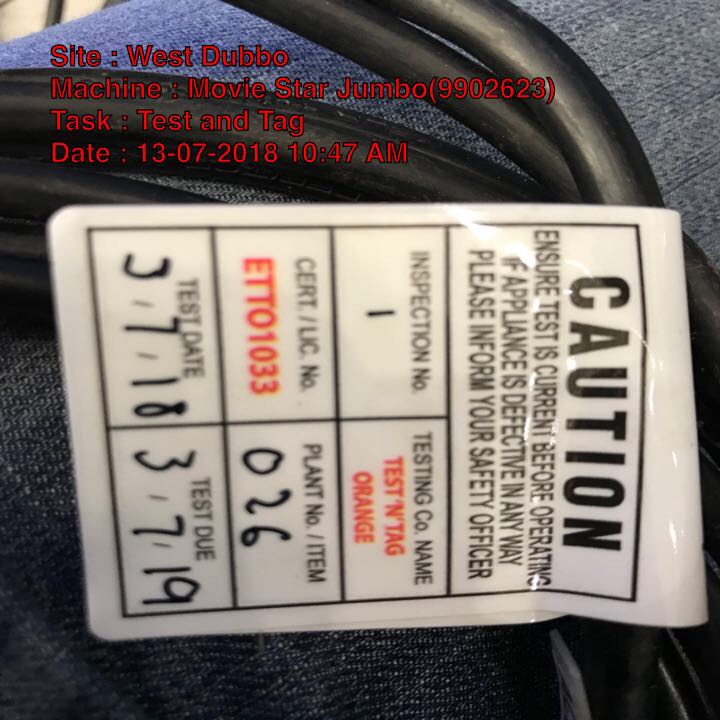 Site : West Dubbo
Machine : Movie Star Jumbo(9902623)
Task : Test and Tag
Date : 13-07-2018 10:47 AM
CAUTION
ENSURE TEST IS CURRENT BEFORE OPERATING
IF APPLIANCE IS DEFECTIVE IN ANY WAY
PLEASE INFORM YOUR SAFETY OFFICER
INSPECTION No.
1
TESTING Co. NAME
TEST 'N' TAG
ORANGE
CERT. / LIC. No.
ETTO1033
PLANT No. / ITEM
026
TEST DATE
3/7/18
TEST DUE
3/7/19